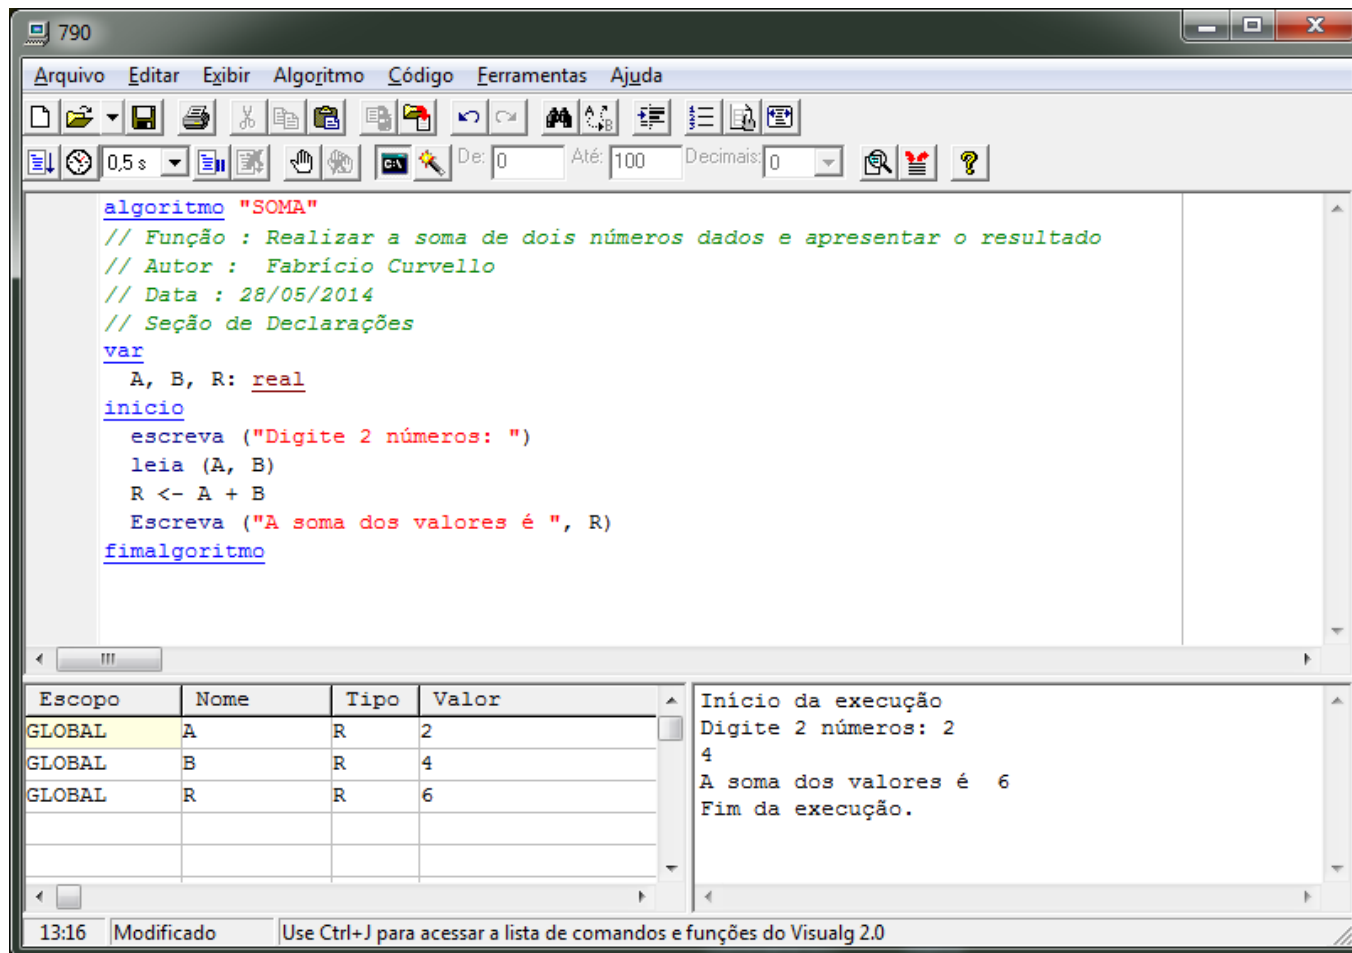 790
Arquivo Editar Exibir Algoritmo Código Ferramentas Ajuda
0,5 s De: 0 Até: 100 Decimais: 0
algoritmo "SOMA"
// Função : Realizar a soma de dois números dados e apresentar o resultado
// Autor : Fabrício Curvello
// Data : 28/05/2014
// Seção de Declarações
var
A, B, R: real
inicio
escreva ("Digite 2 números: ")
leia (A, B)
R <- A + B
Escreva ("A soma dos valores é ", R)
fimalgoritmo
Escopo Nome Tipo Valor
GLOBAL A R 2
GLOBAL B R 4
GLOBAL R R 6
Início da execução
Digite 2 números: 2
4
A soma dos valores é 6
Fim da execução.
13:16 Modificado Use Ctrl+J para acessar a lista de comandos e funções do Visualg 2.0